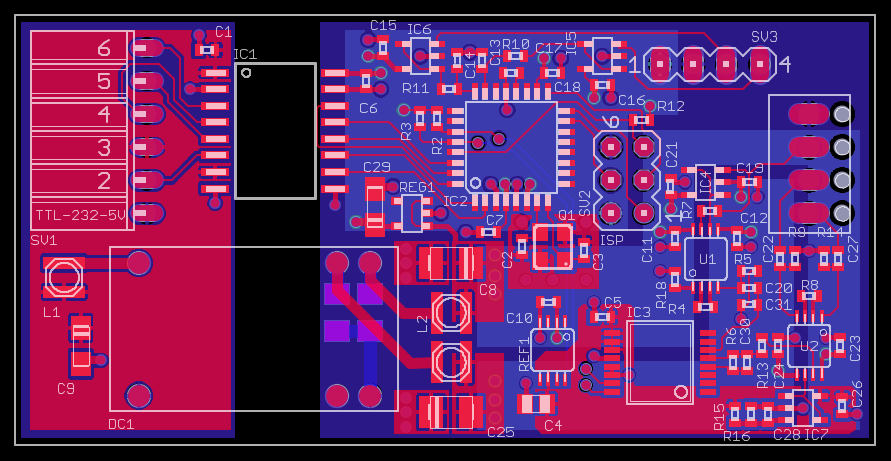 C15
IC6
C1
IC1
C14
C13
R10
C17
IC5
SV3
6
R11
C18
1
4
5
C6
C16
R12
4
R3
R2
6
3
C29
C21
IC4
C19
2
REG1
IC2
SV2
R7
TTL-232-5V
C7
Q1
1
C12
SV1
ISP
C11
R9
R14
C2
C3
U1
R5
C22
C27
L1
C8
R18
C20
R8
L2
C10
C5
IC3
R4
C31
C30
REF1
R6
U2
C23
C9
R13
C24
C26
DC1
C25
C4
R15
R16
C28
IC7